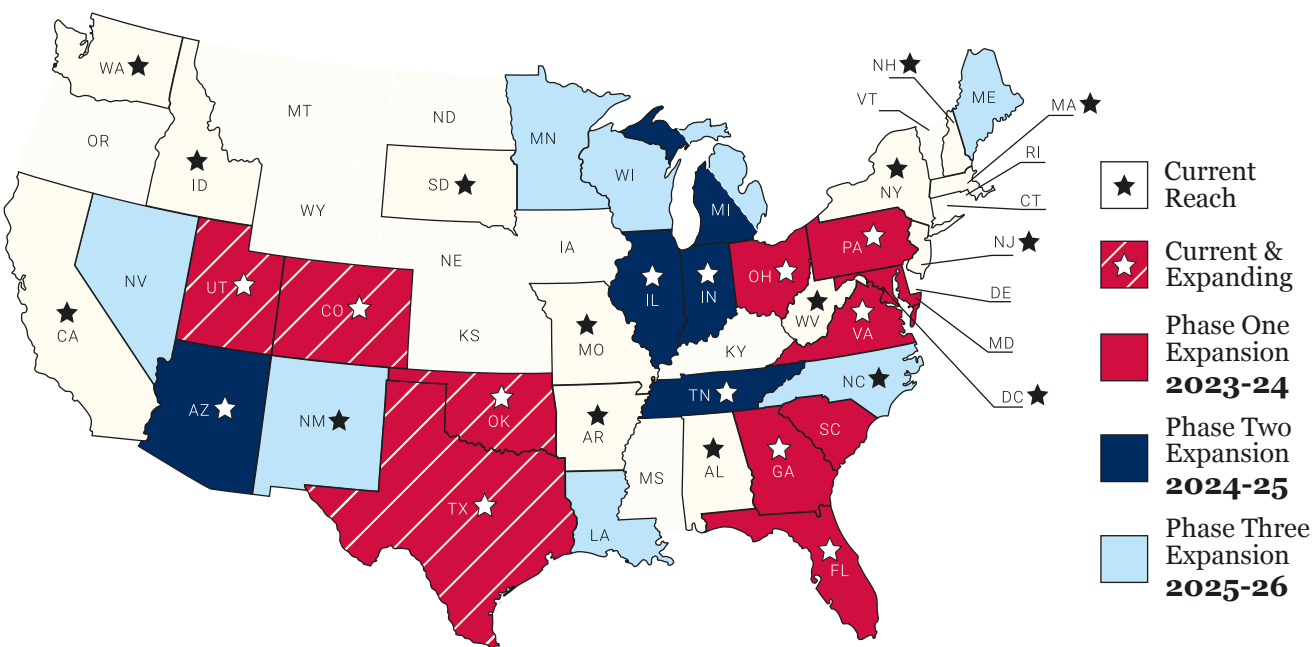 WA
MT
ND
OR
ID
SD
MN
WI
MI
WY
NE
IA
NV
UT
CO
KS
CA
AZ
NM
OK
TX
MO
AR
LA
IL
IN
OH
KY
TN
MS
AL
GA
FL
SC
NC
VA
WV
PA
NY
NH
VT
ME
MA
RI
CT
NJ
DE
MD
DC
Current
Reach
Current &
Expanding
Phase One
Expansion
2023-24
Phase Two
Expansion
2024-25
Phase Three
Expansion
2025-26